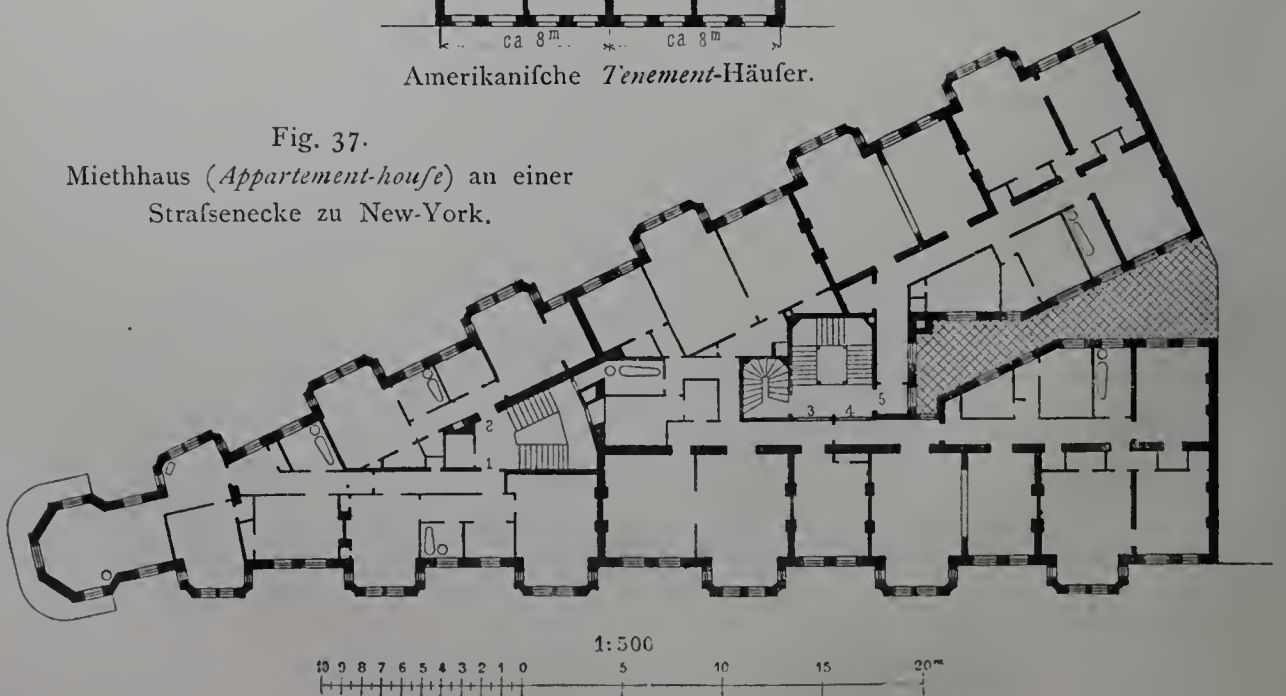 ca 8ᵐ ca 8ᵐ
Amerikaniſche Tenement-Häuſer.
Fig. 37.
Miethhaus (Appartement-houſe) an einer
Straſsenecke zu New-York.
1
2
3 4 5
1:500
10 9 8 7 6 5 4 3 2 1 0 5 10 15 20ᵐ